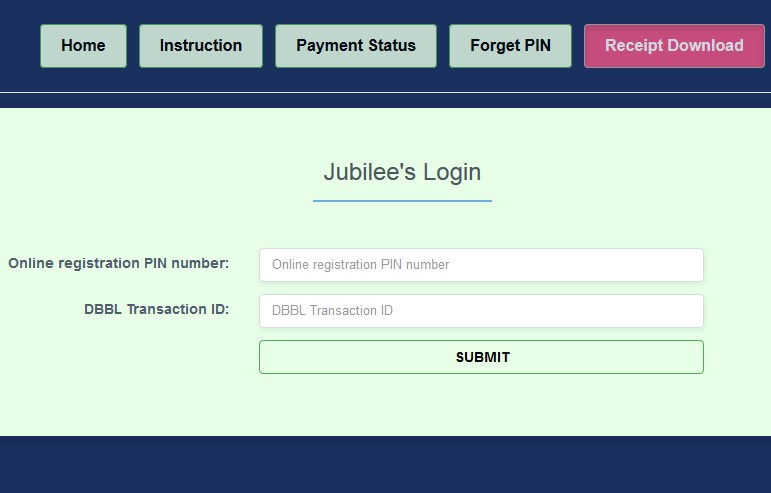 Home Instruction Payment Status Forget PIN Receipt Download
Jubilee's Login
Online registration PIN number: Online registration PIN number
DBBL Transaction ID: DBBL Transaction ID
SUBMIT